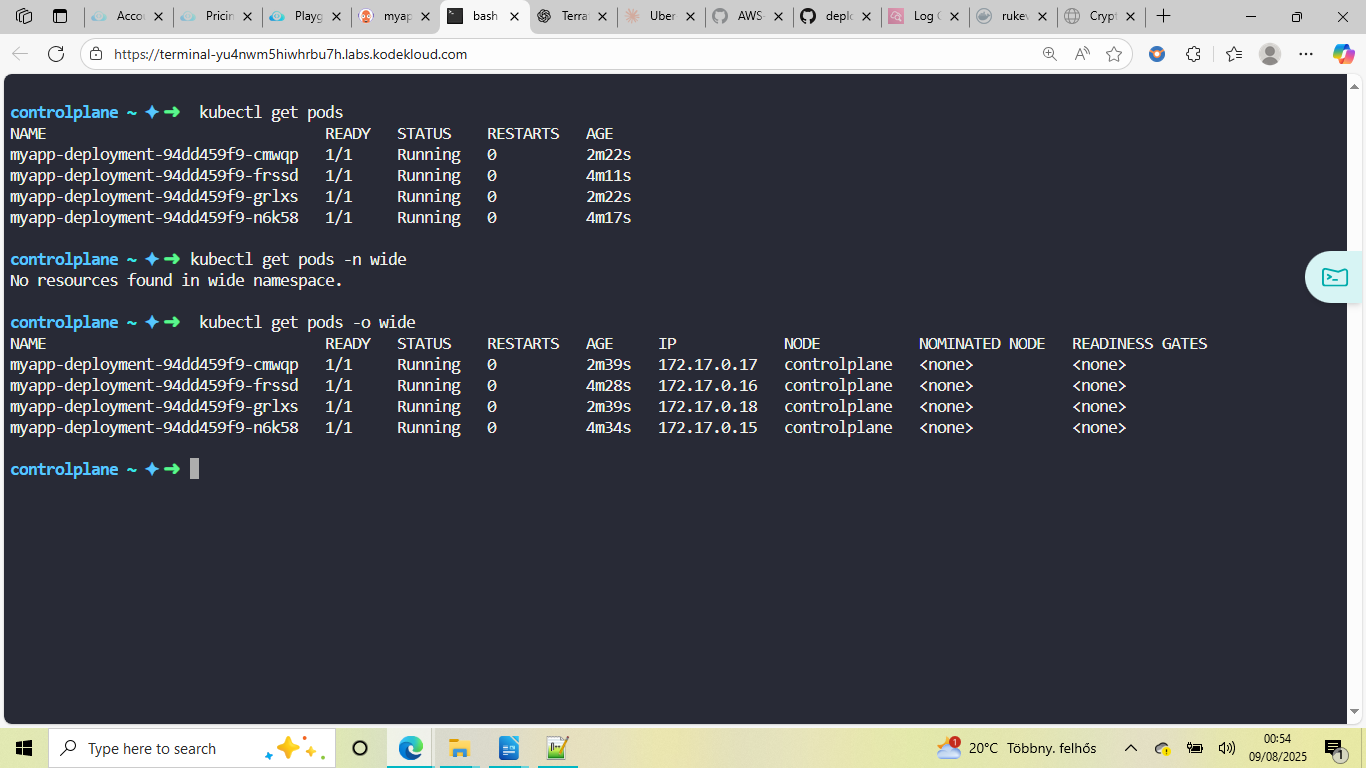 Accou
Pricin
Playg
myap
bash
Terra
Uber
AWS-
deplo
Log
rukev
Crypt
https://terminal-yu4nwm5hiwhrbu7h.labs.kodekloud.com
controlplane ~ ✦➜  kubectl get pods
NAME READY STATUS RESTARTS AGE
myapp-deployment-94dd459f9-cmwqp 1/1 Running 0 2m22s
myapp-deployment-94dd459f9-frssd 1/1 Running 0 4m11s
myapp-deployment-94dd459f9-grlxs 1/1 Running 0 2m22s
myapp-deployment-94dd459f9-n6k58 1/1 Running 0 4m17s
controlplane ~ ✦➜ kubectl get pods -n wide
No resources found in wide namespace.
controlplane ~ ✦➜  kubectl get pods -o wide
NAME READY STATUS RESTARTS AGE IP NODE NOMINATED NODE READINESS GATES
myapp-deployment-94dd459f9-cmwqp 1/1 Running 0 2m39s 172.17.0.17 controlplane <none> <none>
myapp-deployment-94dd459f9-frssd 1/1 Running 0 4m28s 172.17.0.16 controlplane <none> <none>
myapp-deployment-94dd459f9-grlxs 1/1 Running 0 2m39s 172.17.0.18 controlplane <none> <none>
myapp-deployment-94dd459f9-n6k58 1/1 Running 0 4m34s 172.17.0.15 controlplane <none> <none>
controlplane ~ ✦➜
Type here to search
1
20°C Többny. felhős
00:54
09/08/2025
1